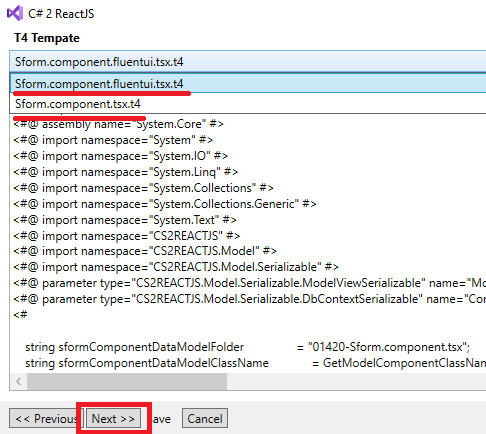 C# 2 ReactJS
T4 Tempate
Sform.component.fluentui.tsx.t4
Sform.component.fluentui.tsx.t4
Sform.component.tsx.t4
<#@ assembly name="System.Core" #>
<#@ import namespace="System" #>
<#@ import namespace="System.IO" #>
<#@ import namespace="System.Linq" #>
<#@ import namespace="System.Collections" #>
<#@ import namespace="System.Collections.Generic" #>
<#@ import namespace="System.Text" #>
<#@ import namespace="CS2REACTJS" #>
<#@ import namespace="CS2REACTJS.Model" #>
<#@ import namespace="CS2REACTJS.Model.Serializable" #>
<#@ parameter type="CS2REACTJS.Model.Serializable.ModelViewSerializable" name="Mo
<#@ parameter type="CS2REACTJS.Model.Serializable.DbContextSerializable" name="Cor
<#
string sformComponentDataModelFolder = "01420-Sform.component.tsx";
string sformComponentDataModelClassName = GetModelComponentClassNam
<< Previous Next >> ave Cancel